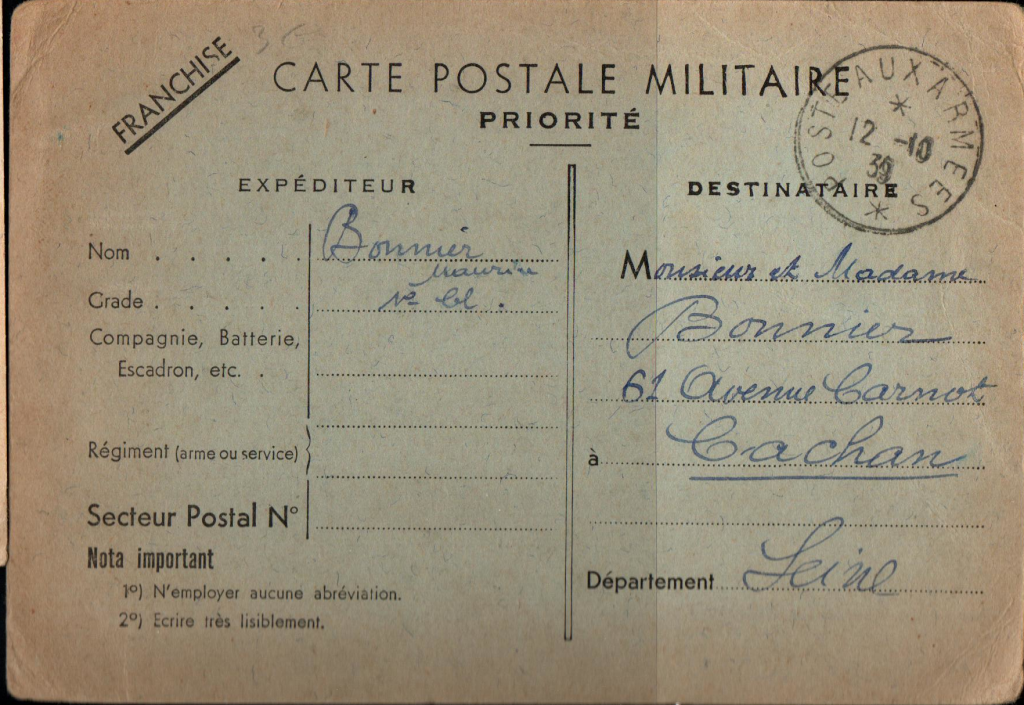 FRANCHISE
CARTE POSTALE MILITAIRE
PRIORITÉ
POSTE AUX ARMEES
12 -10
39
EXPÉDITEUR
Nom . . . . . Bonnier
Maurice
Grade . . . . . 1re Cl .
Compagnie, Batterie,
Escadron, etc. .
Régiment (arme ou service)
Secteur Postal N°
Nota important
1°) N'employer aucune abréviation.
2°) Ecrire très lisiblement.
DESTINATAIRE
Monsieur et Madame
Bonnier
61 Avenue Carnot
à Cachan
Département Seine